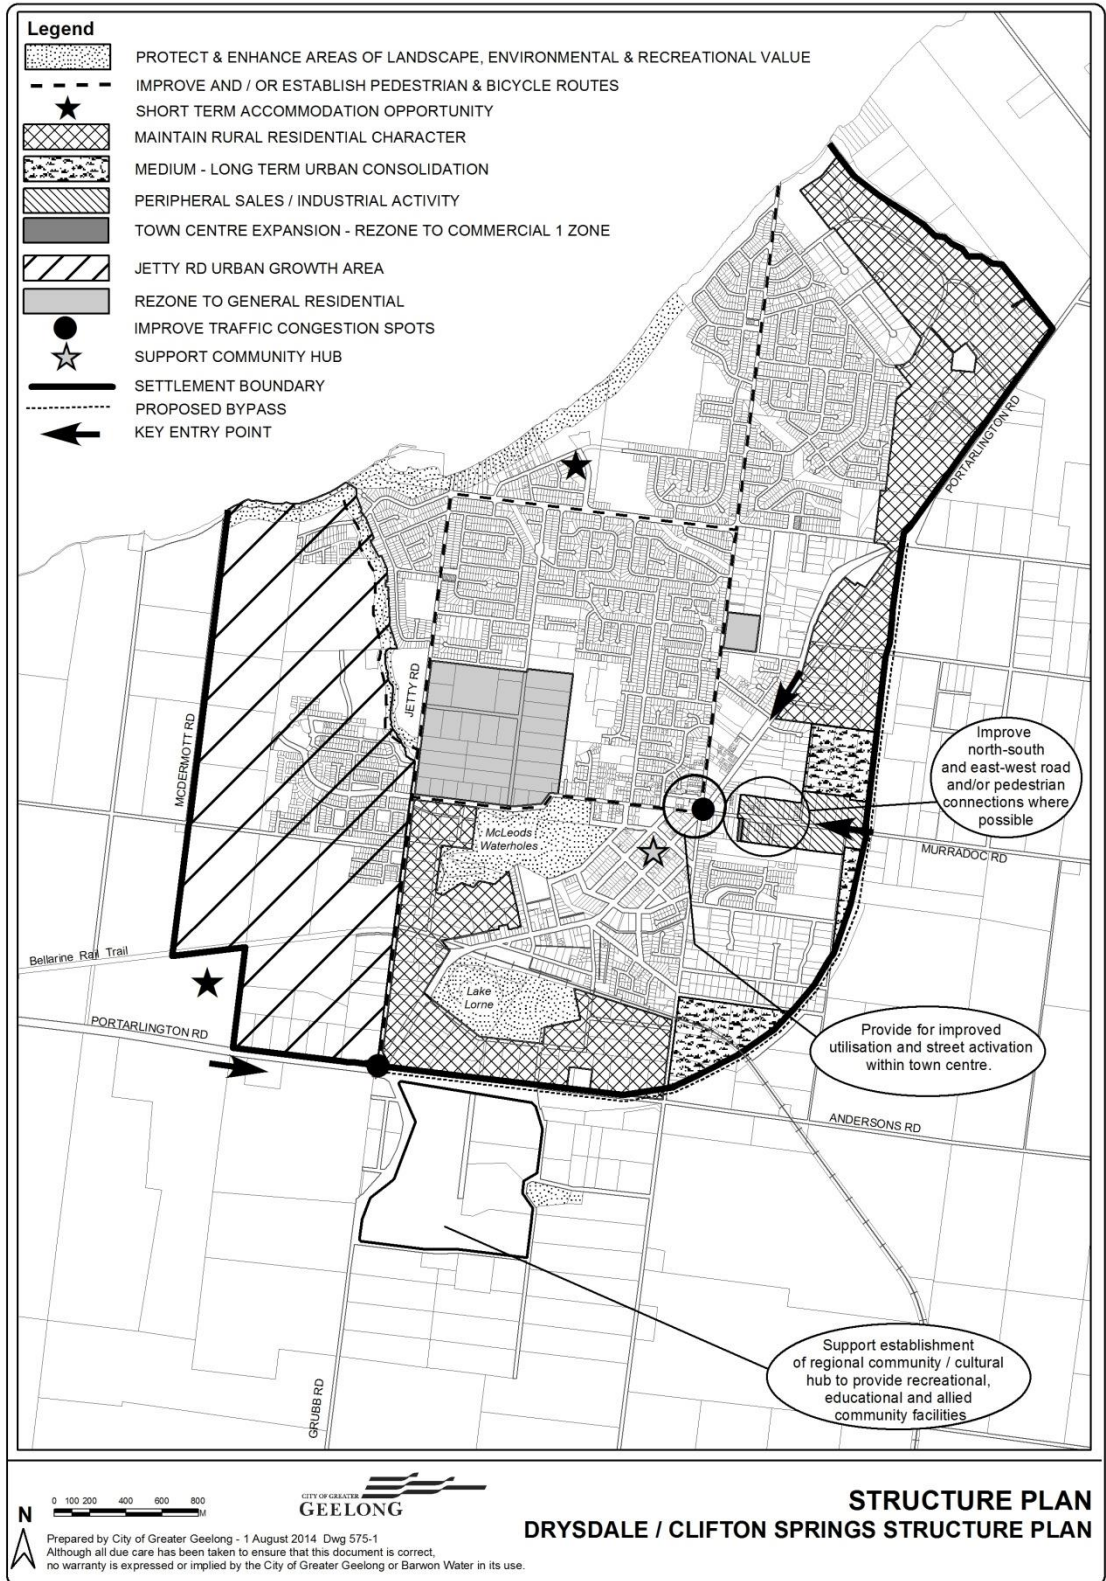 Legend
PROTECT & ENHANCE AREAS OF LANDSCAPE, ENVIRONMENTAL & RECREATIONAL VALUE
IMPROVE AND / OR ESTABLISH PEDESTRIAN & BICYCLE ROUTES
SHORT TERM ACCOMMODATION OPPORTUNITY
MAINTAIN RURAL RESIDENTIAL CHARACTER
MEDIUM - LONG TERM URBAN CONSOLIDATION
PERIPHERAL SALES / INDUSTRIAL ACTIVITY
TOWN CENTRE EXPANSION - REZONE TO COMMERCIAL 1 ZONE
JETTY RD URBAN GROWTH AREA
REZONE TO GENERAL RESIDENTIAL
IMPROVE TRAFFIC CONGESTION SPOTS
SUPPORT COMMUNITY HUB
SETTLEMENT BOUNDARY
PROPOSED BYPASS
KEY ENTRY POINT
PORTARLINGTON RD
JETTY RD
MCDERMOTT RD
Improve
north-south
and east-west road
and/or pedestrian
connections where
possible
McLeods
Waterholes
MURRADOC RD
Bellarine Rail Trail
Lake
Lorne
PORTARLINGTON RD
Provide for improved
utilisation and street activation
within town centre.
ANDERSONS RD
Support establishment
of regional community / cultural
hub to provide recreational,
educational and allied
community facilities
GRUBB RD
N
0 100 200 400 600 800
M
CITY OF GREATER
GEELONG
Prepared by City of Greater Geelong - 1 August 2014 Dwg 575-1
Although all due care has been taken to ensure that this document is correct,
no warranty is expressed or implied by the City of Greater Geelong or Barwon Water in its use.
STRUCTURE PLAN
DRYSDALE / CLIFTON SPRINGS STRUCTURE PLAN